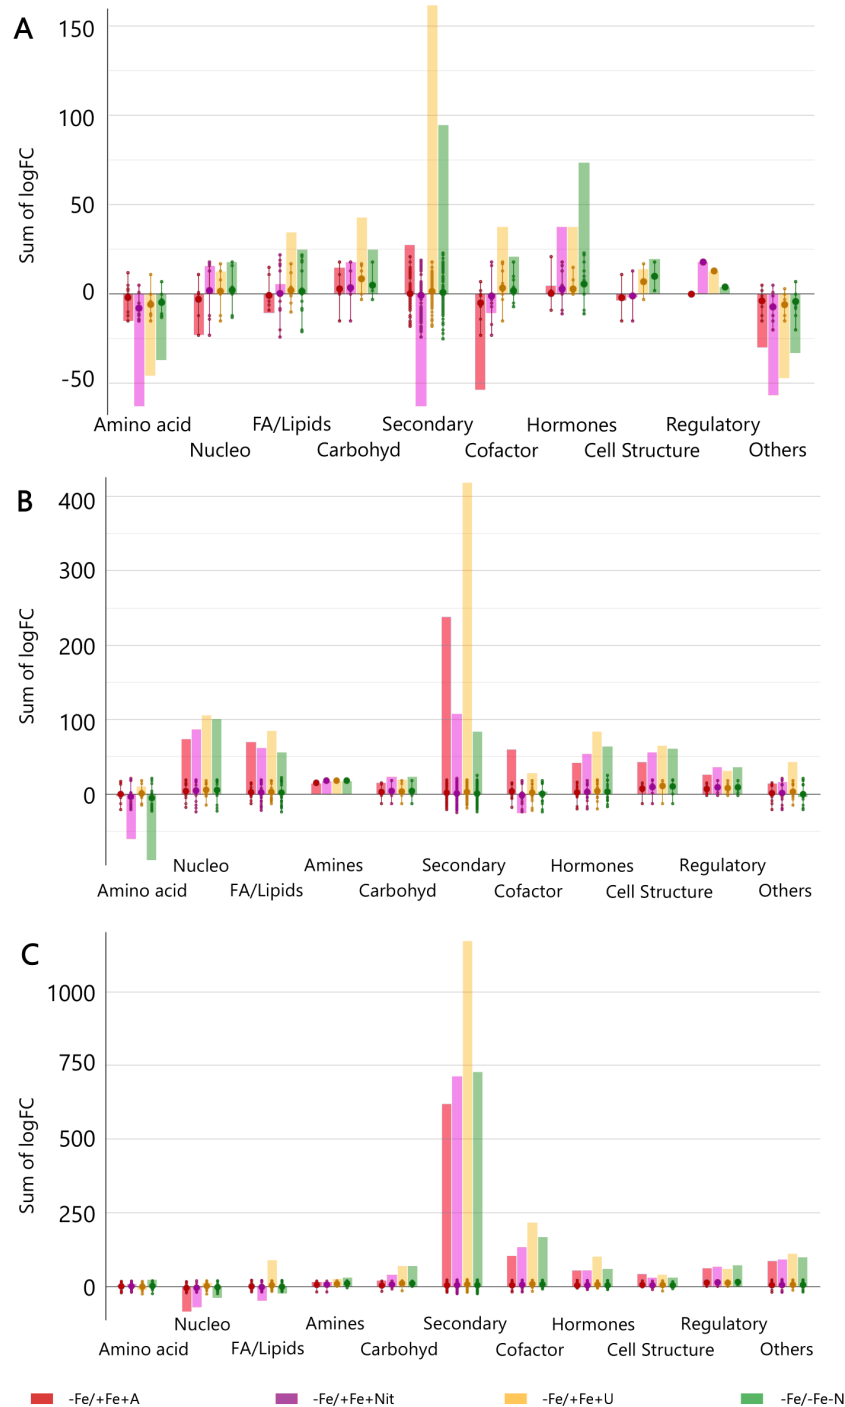 A
150
100
50
0
-50
Sum of logFC
Amino acid FA/Lipids Secondary Hormones Regulatory
Nucleo Carbohyd Cofactor Cell Structure Others
B
400
300
200
100
0
Sum of logFC
Nucleo Amines Secondary Hormones Regulatory
Amino acid FA/Lipids Carbohyd Cofactor Cell Structure Others
C
1000
750
500
250
0
Sum of logFC
Nucleo Amines Secondary Hormones Regulatory
Amino acid FA/Lipids Carbohyd Cofactor Cell Structure Others
-Fe/+Fe+A -Fe/+Fe+Nit -Fe/+Fe+U -Fe/-Fe-N